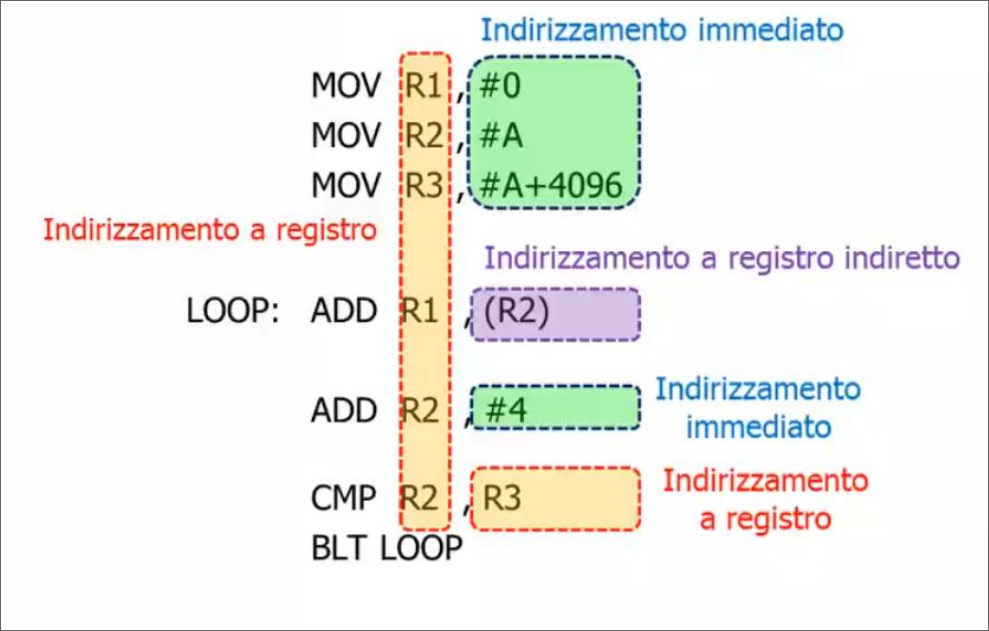 Indirizzamento immediato
MOV R1 , #0
MOV R2 , #A
MOV R3 , #A+4096
Indirizzamento a registro
Indirizzamento a registro indiretto
LOOP: ADD R1 , (R2)
ADD R2 , #4
Indirizzamento
immediato
CMP R2 , R3
Indirizzamento
a registro
BLT LOOP